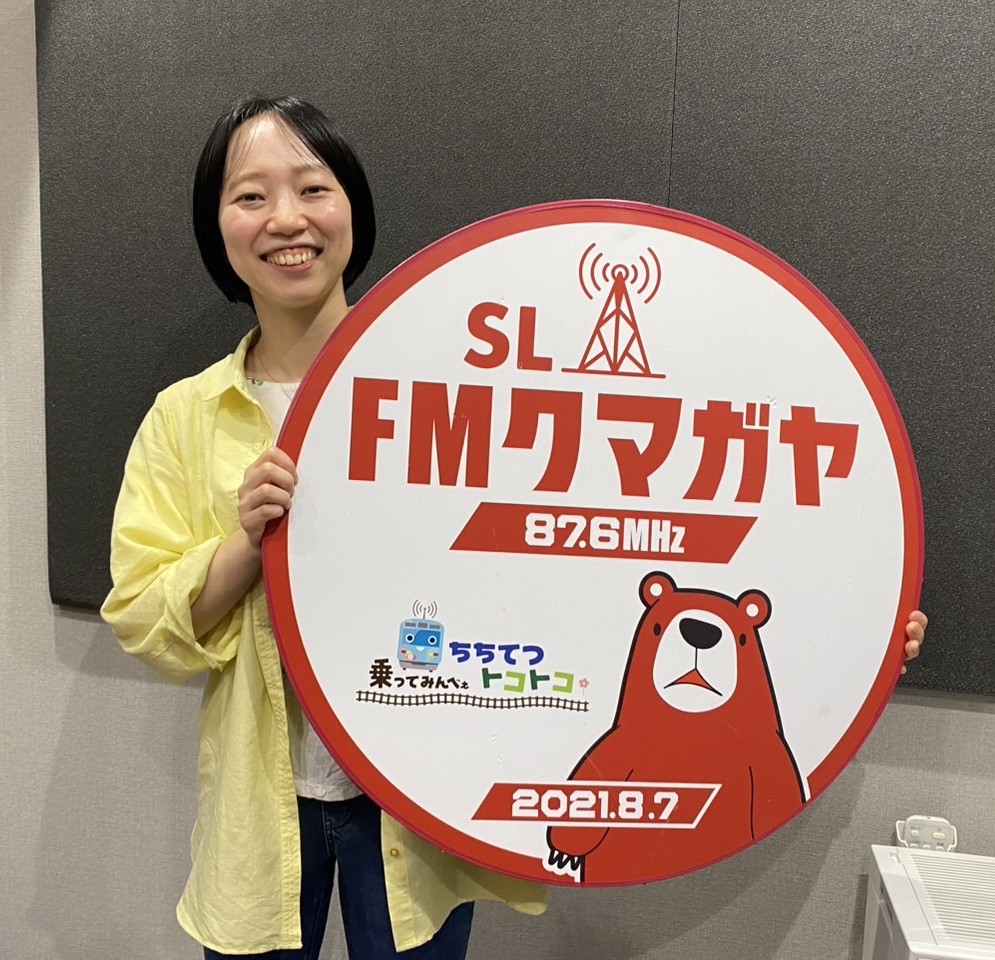 SL
FMクマガヤ
87.6MHz
ちちてつ
乗ってみんべぇ トコトコ
2021.8.7